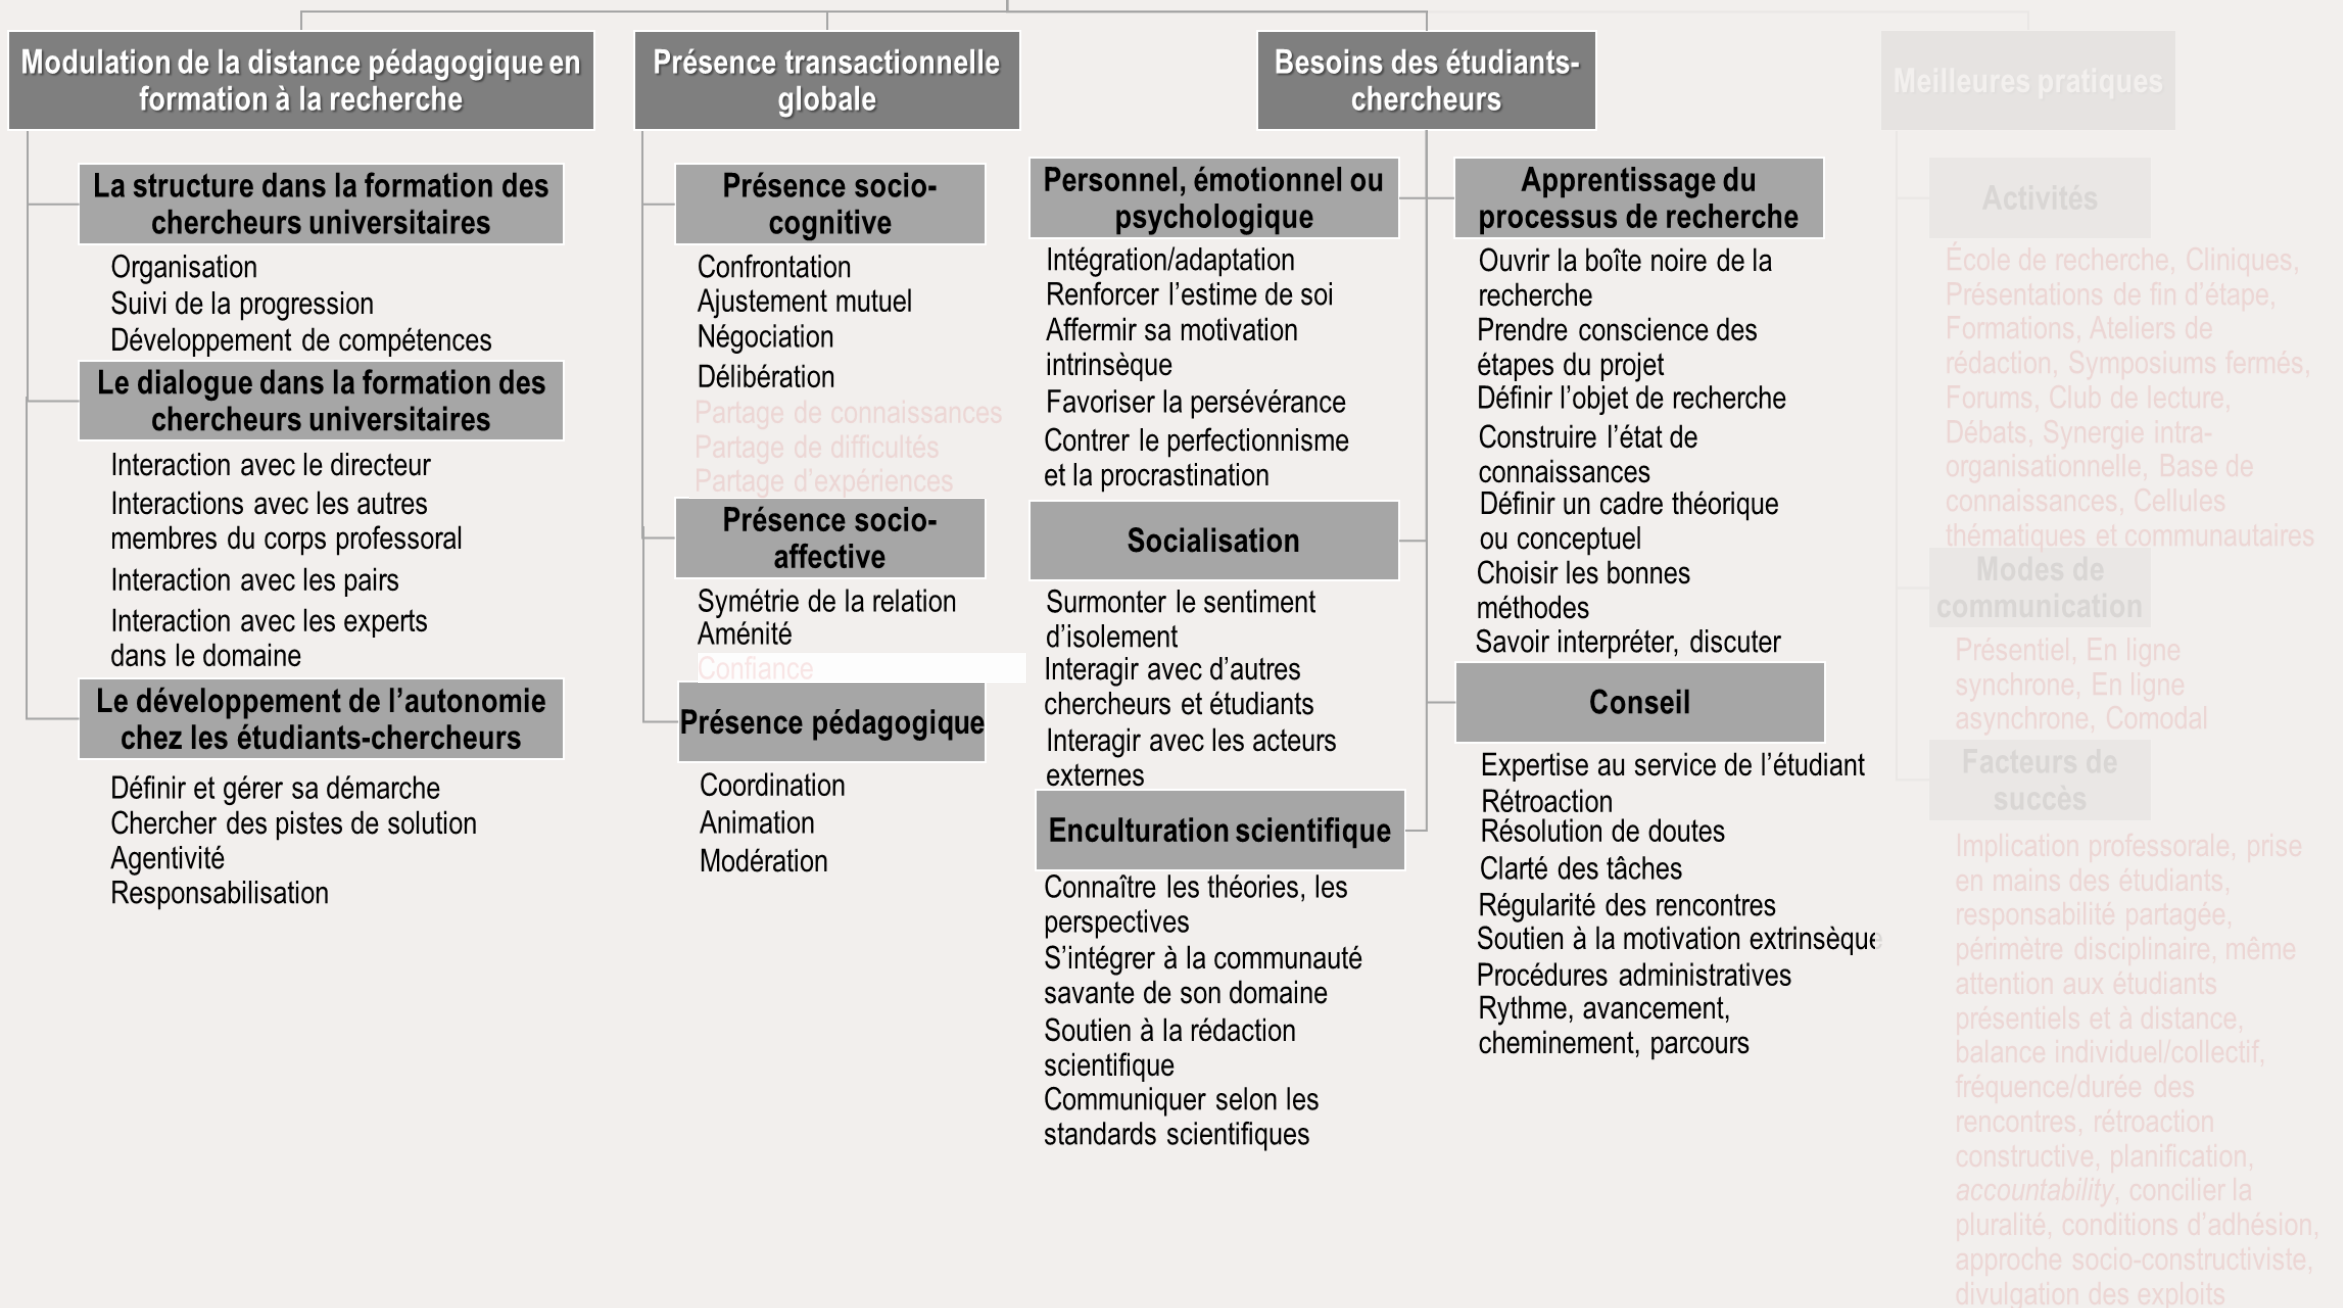 Modulation de la distance pédagogique en
formation à la recherche
La structure dans la formation des
chercheurs universitaires
Organisation
Suivi de la progression
Développement de compétences
Le dialogue dans la formation des
chercheurs universitaires
Interaction avec le directeur
Interactions avec les autres
membres du corps professoral
Interaction avec les pairs
Interaction avec les experts
dans le domaine
Le développement de l’autonomie
chez les étudiants-chercheurs
Définir et gérer sa démarche
Chercher des pistes de solution
Agentivité
Responsabilisation
Présence transactionnelle
globale
Présence socio-
cognitive
Confrontation
Ajustement mutuel
Négociation
Délibération
Partage de connaissances
Partage de difficultés
Partage d’expériences
Présence socio-
affective
Symétrie de la relation
Aménité
Confiance
Présence pédagogique
Coordination
Animation
Modération
Besoins des étudiants-
chercheurs
Personnel, émotionnel ou
psychologique
Intégration/adaptation
Renforcer l’estime de soi
Affermir sa motivation
intrinsèque
Favoriser la persévérance
Contrer le perfectionnisme
et la procrastination
Socialisation
Surmonter le sentiment
d’isolement
Interagir avec d’autres
chercheurs et étudiants
Interagir avec les acteurs
externes
Enculturation scientifique
Connaître les théories, les
perspectives
S’intégrer à la communauté
savante de son domaine
Soutien à la rédaction
scientifique
Communiquer selon les
standards scientifiques
Apprentissage du
processus de recherche
Ouvrir la boîte noire de la
recherche
Prendre conscience des
étapes du projet
Définir l’objet de recherche
Construire l’état de
connaissances
Définir un cadre théorique
ou conceptuel
Choisir les bonnes
méthodes
Savoir interpréter, discuter
Conseil
Expertise au service de l’étudiant
Rétroaction
Résolution de doutes
Clarté des tâches
Régularité des rencontres
Soutien à la motivation extrinsèque
Procédures administratives
Rythme, avancement,
cheminement, parcours
Meilleures pratiques
Activités
École de recherche, Cliniques,
Présentations de fin d’étape,
Formations, Ateliers de
rédaction, Symposiums fermés,
Forums, Club de lecture,
Débats, Synergie intra-
organisationnelle, Base de
connaissances, Cellules
thématiques et communautaires
Modes de
communication
Présentiel, En ligne
synchrone, En ligne
asynchrone, Comodal
Facteurs de
succès
Implication professorale, prise
en mains des étudiants,
responsabilité partagée,
périmètre disciplinaire, même
attention aux étudiants
présentiels et à distance,
balance individuel/collectif,
fréquence/durée des
rencontres, rétroaction
constructive, planification,
accountability, concilier la
pluralité, conditions d’adhésion,
approche socio-constructiviste,
divulgation des exploits